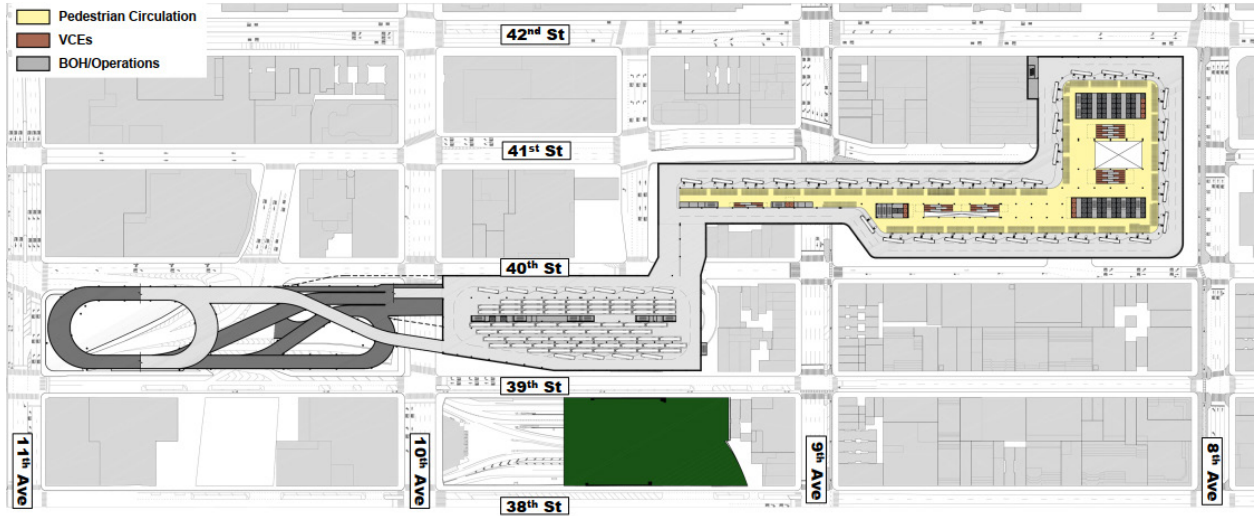 Pedestrian Circulation
VCEs
BOH/Operations
42nd St
41st St
40th St
39th St
38th St
11th Ave
10th Ave
9th Ave
8th Ave